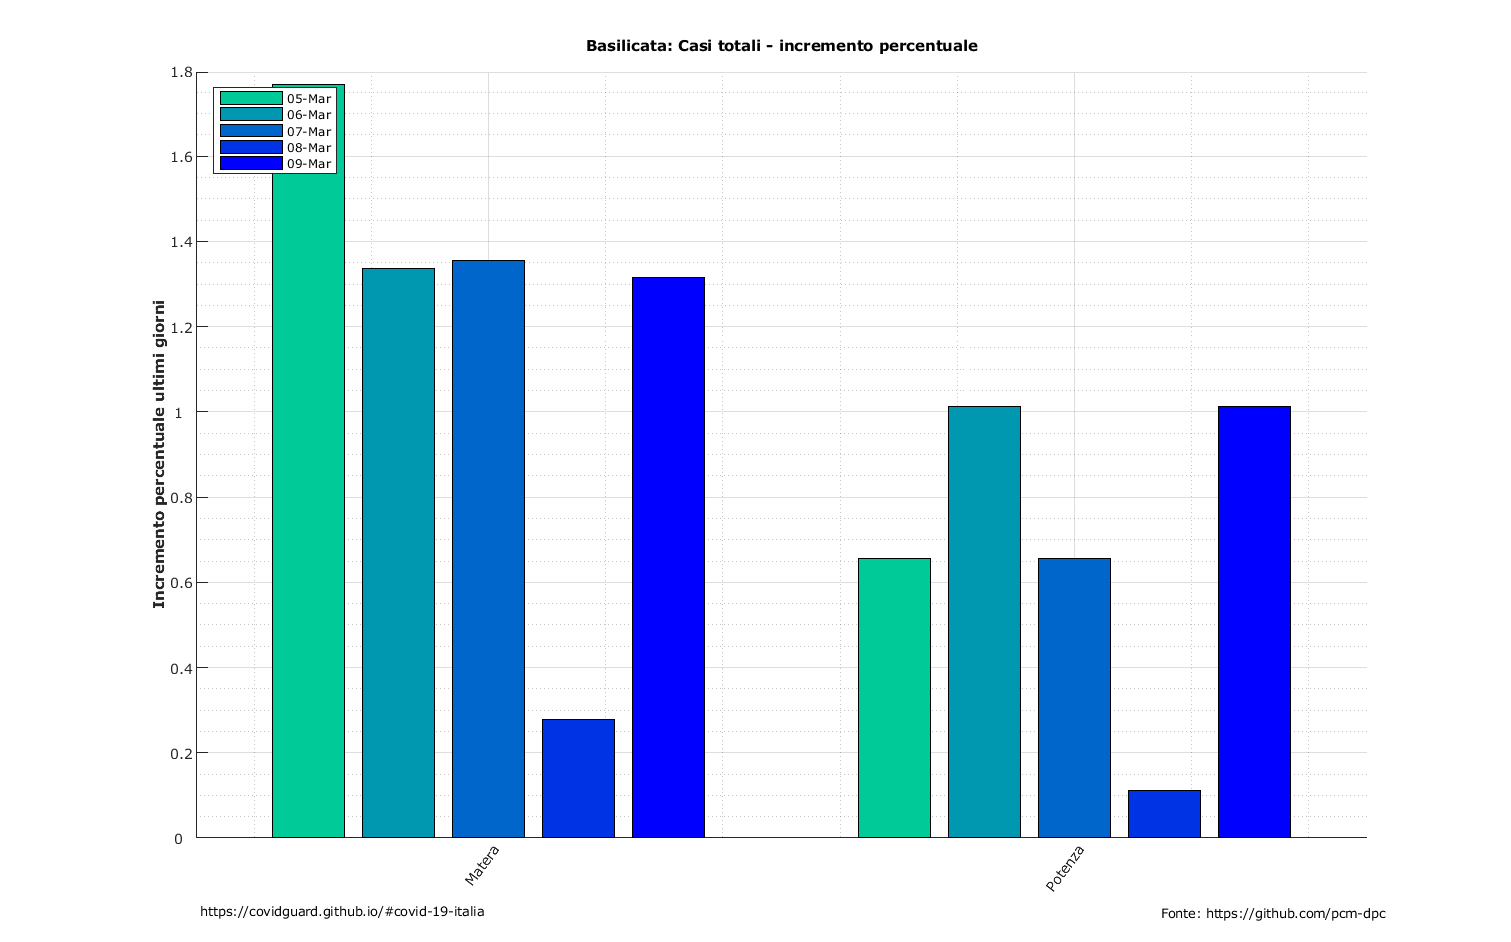 Basilicata: Casi totali - incremento percentuale
Incremento percentuale ultimi giorni
1.8
1.6
1.4
1.2
1
0.8
0.6
0.4
0.2
0
05-Mar
06-Mar
07-Mar
08-Mar
09-Mar
Matera
Potenza
https://covidguard.github.io/#covid-19-italia
Fonte: https://github.com/pcm-dpc